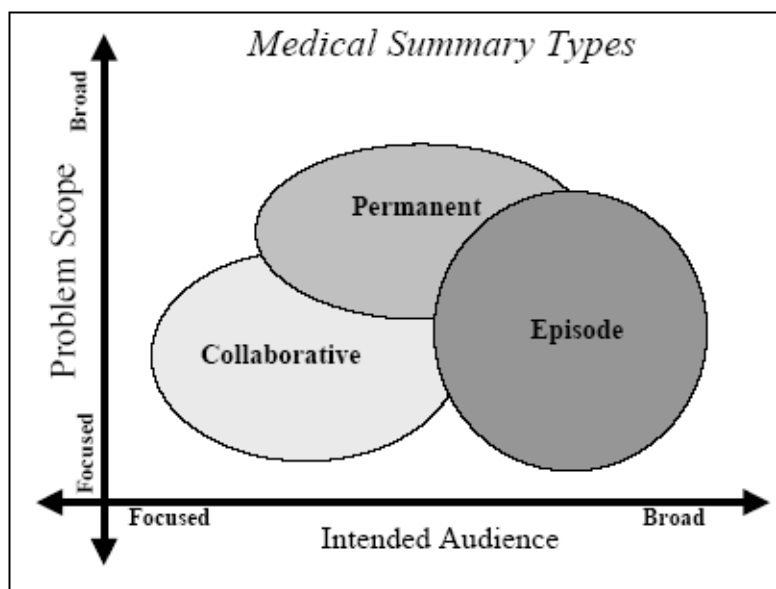 Medical Summary Types
Broad
Problem Scope
Focused
Permanent
Episode
Collaborative
Focused
Broad
Intended Audience